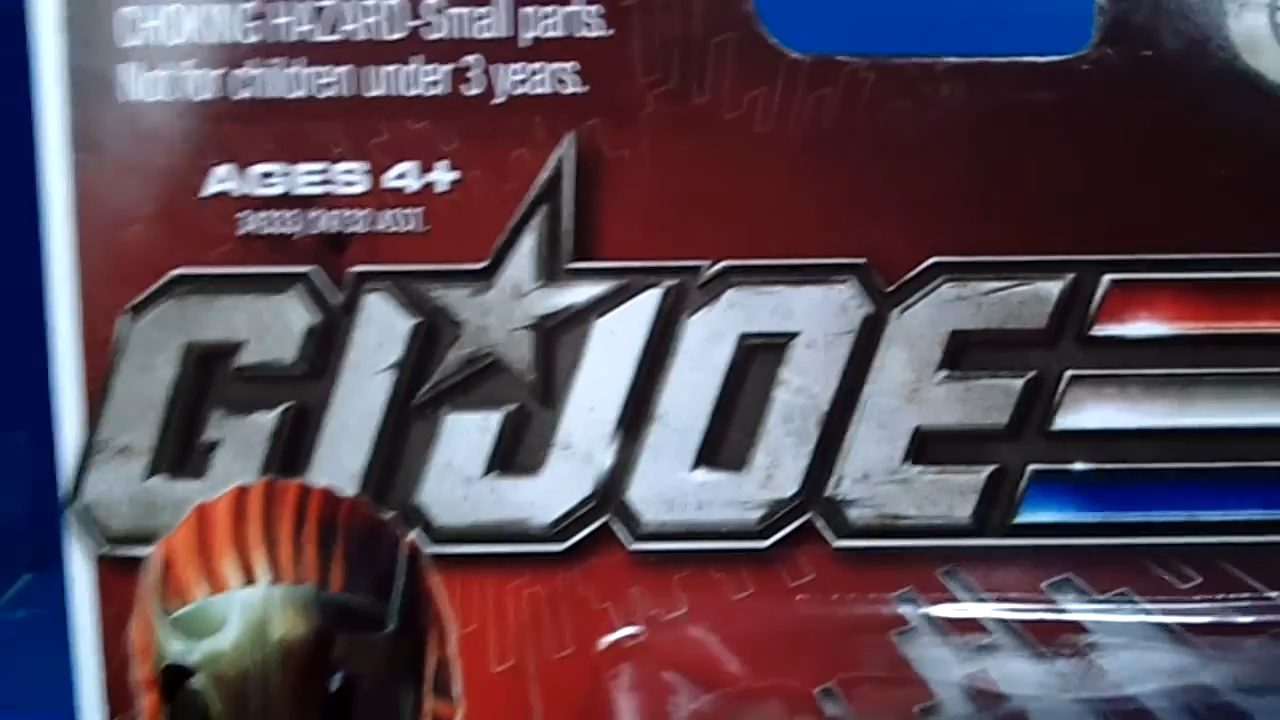 CHOKING HAZARD-Small parts.
Not for children under 3 years.
AGES 4+
GI JOE